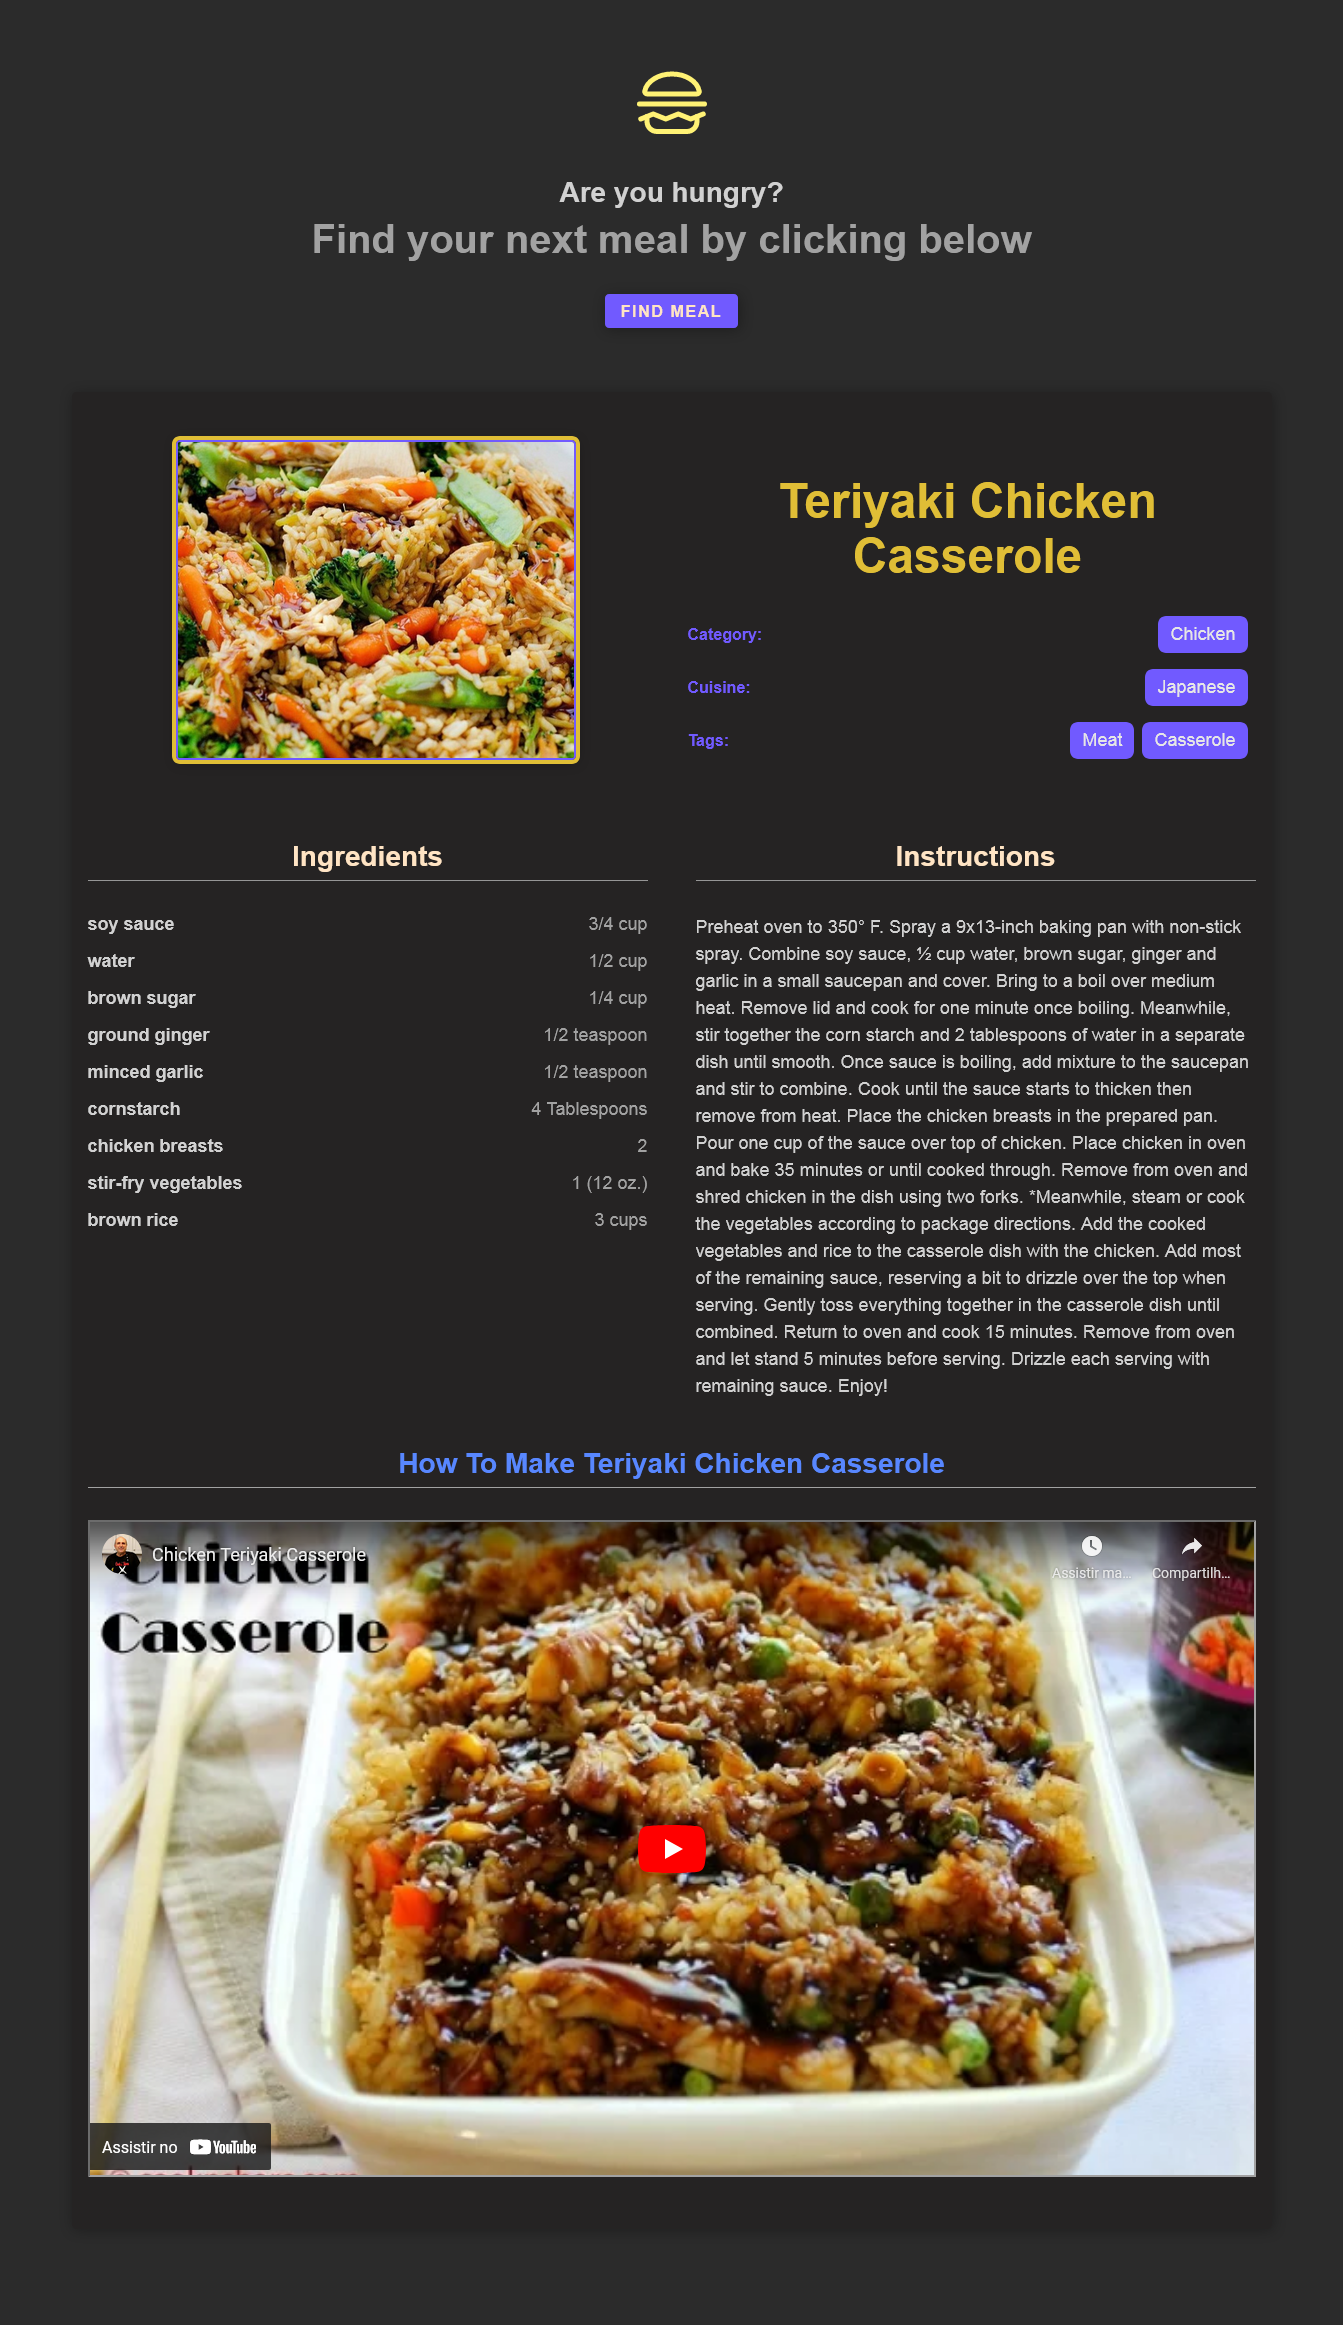 Are you hungry?
Find your next meal by clicking below
FIND MEAL
Teriyaki Chicken
Casserole
Category:
Chicken
Cuisine:
Japanese
Tags:
Meat
Casserole
Ingredients
soy sauce 3/4 cup
water 1/2 cup
brown sugar 1/4 cup
ground ginger 1/2 teaspoon
minced garlic 1/2 teaspoon
cornstarch 4 Tablespoons
chicken breasts 2
stir-fry vegetables 1 (12 oz.)
brown rice 3 cups
Instructions
Preheat oven to 350° F. Spray a 9x13-inch baking pan with non-stick
spray. Combine soy sauce, ½ cup water, brown sugar, ginger and
garlic in a small saucepan and cover. Bring to a boil over medium
heat. Remove lid and cook for one minute once boiling. Meanwhile,
stir together the corn starch and 2 tablespoons of water in a separate
dish until smooth. Once sauce is boiling, add mixture to the saucepan
and stir to combine. Cook until the sauce starts to thicken then
remove from heat. Place the chicken breasts in the prepared pan.
Pour one cup of the sauce over top of chicken. Place chicken in oven
and bake 35 minutes or until cooked through. Remove from oven and
shred chicken in the dish using two forks. *Meanwhile, steam or cook
the vegetables according to package directions. Add the cooked
vegetables and rice to the casserole dish with the chicken. Add most
of the remaining sauce, reserving a bit to drizzle over the top when
serving. Gently toss everything together in the casserole dish until
combined. Return to oven and cook 15 minutes. Remove from oven
and let stand 5 minutes before serving. Drizzle each serving with
remaining sauce. Enjoy!
How To Make Teriyaki Chicken Casserole
Chicken Teriyaki Casserole
Assistir ma...
Compartilh...
Chicken
Casserole
Assistir no YouTube